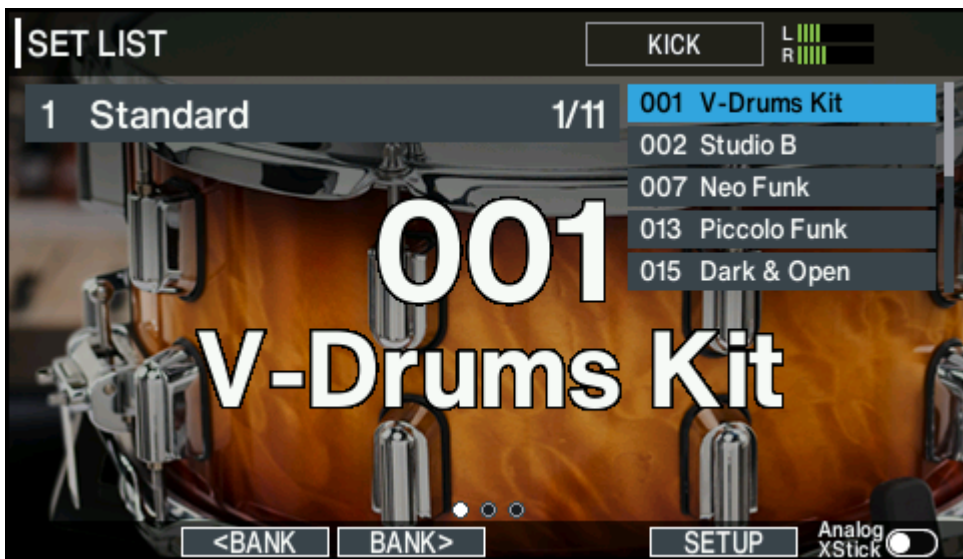 SET LIST
KICK
L
R
1 Standard 1/11
001 V-Drums Kit
002 Studio B
007 Neo Funk
013 Piccolo Funk
015 Dark & Open
001
V-Drums Kit
<BANK
BANK>
SETUP
Analog
XStick